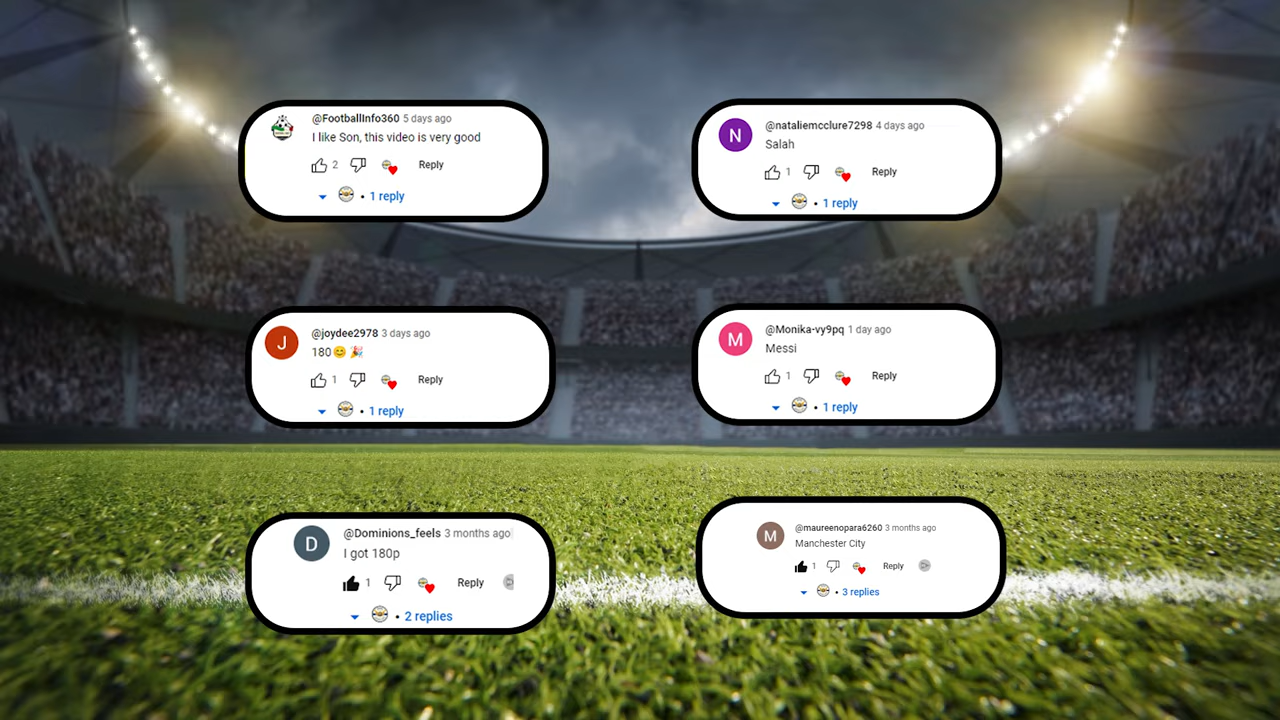 @FootballInfo360 5 days ago
I like Son, this video is very good
2 Reply
• 1 reply
@nataliemcclure7298 4 days ago
Salah
1 Reply
• 1 reply
J
@joydee2978 3 days ago
180😊 🎉
1 Reply
• 1 reply
N
M
@Monika-vy9pq 1 day ago
Messi
1 Reply
• 1 reply
D
@Dominions_feels 3 months ago
I got 180p
1 Reply
• 2 replies
M
@maureenopara6260 3 months ago
Manchester City
1 Reply
• 3 replies